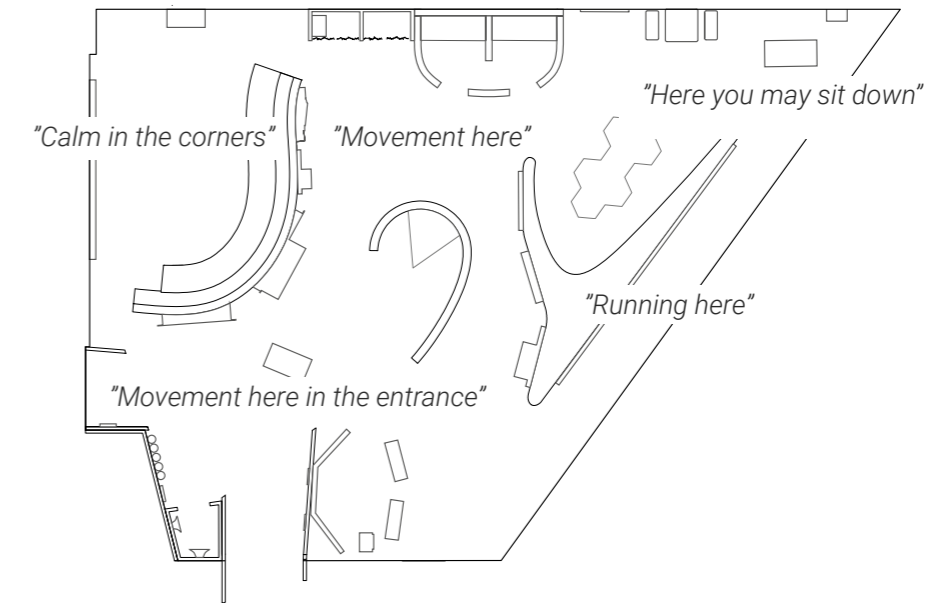 "Here you may sit down"
"Calm in the corners"
"Movement here"
"Running here"
"Movement here in the entrance"